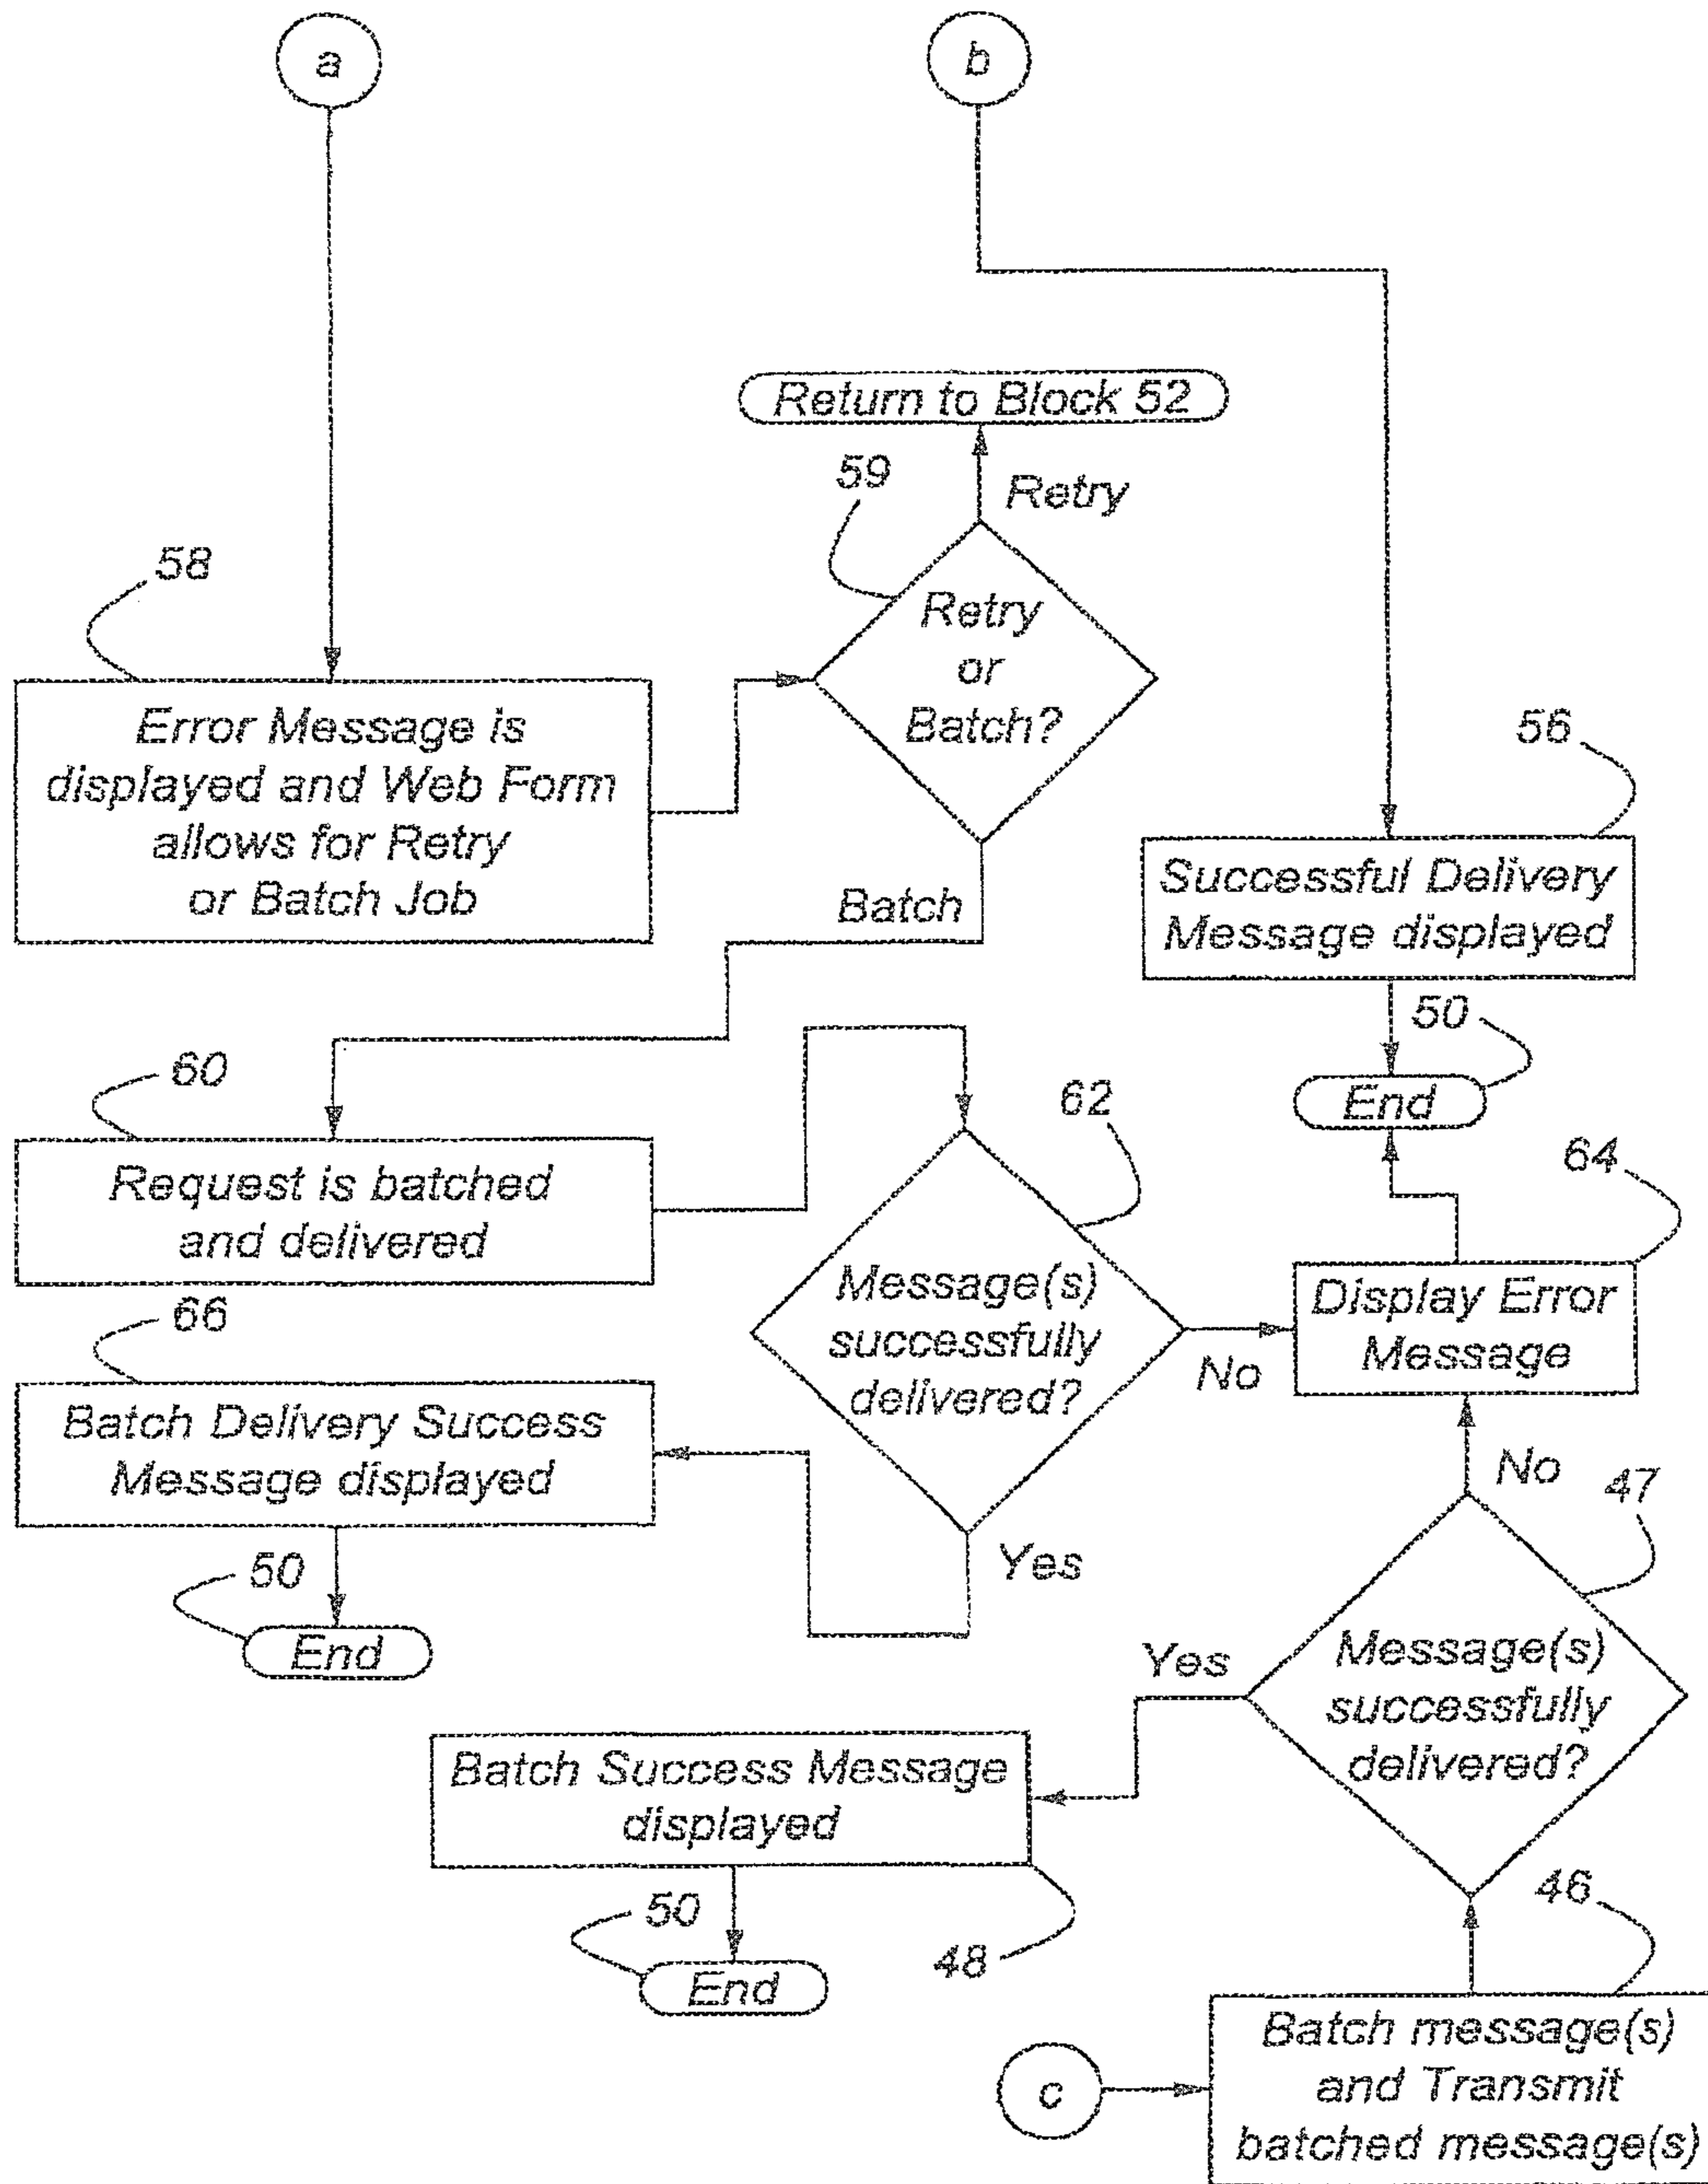 a
b
Return to Block 52
59
Retry
58
Retry
or
Batch?
Error Message is
displayed and Web Form
allows for Retry
or Batch Job
56
Batch
Successful Delivery
Message displayed
50
End
60
Request is batched
and delivered
62
64
Message(s)
successfully
delivered?
No
Display Error
Message
66
Batch Delivery Success
Message displayed
Yes
50
End
No
47
Message(s)
successfully
delivered?
Yes
Batch Success Message
displayed
48
50
End
46
c
Batch message(s)
and Transmit
batched message(s)